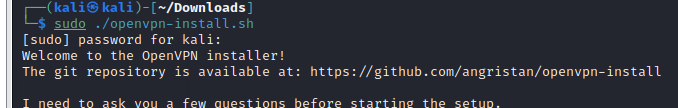 (kali㉿kali)-[~/Downloads]
$ sudo ./openvpn-install.sh
[sudo] password for kali:
Welcome to the OpenVPN installer!
The git repository is available at: https://github.com/angristan/openvpn-install
I need to ask you a few questions before starting the setup.